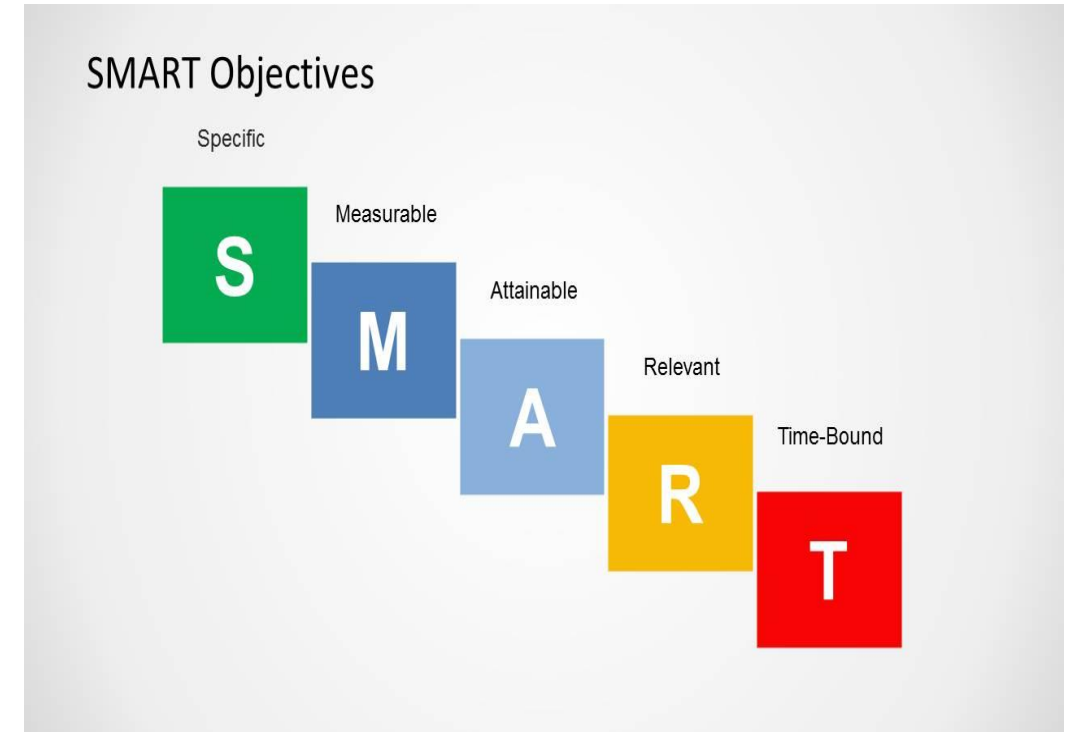 SMART Objectives
Specific
S
Measurable
M
Attainable
A
Relevant
R
Time-Bound
T